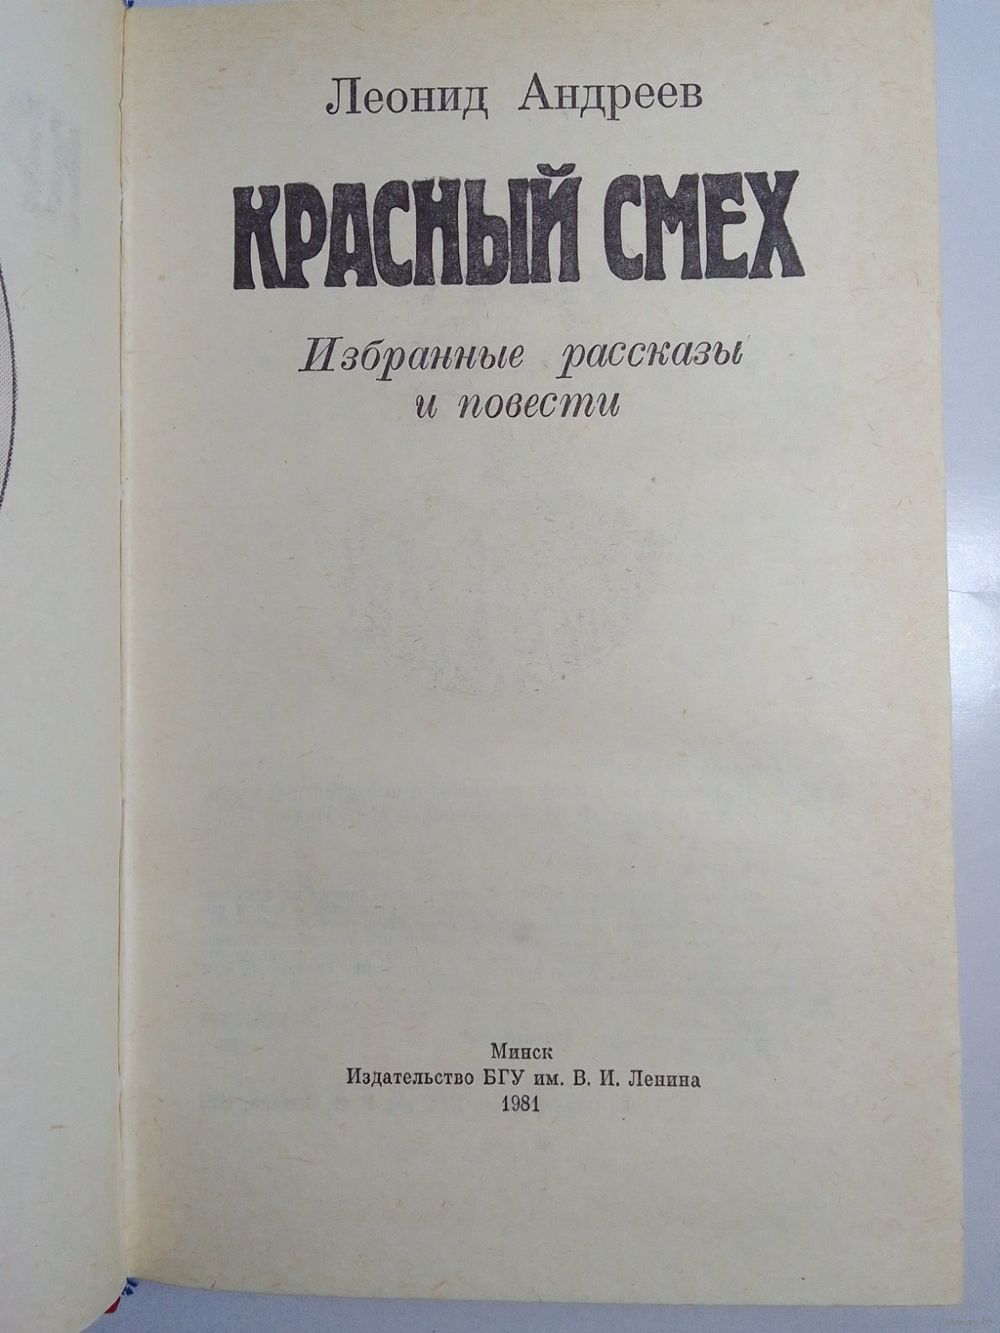 Леонид Андреев
КРАСНЫЙ СМЕХ
Избранные рассказы
и повести
Минск
Издательство БГУ им. В. И. Ленина
1981